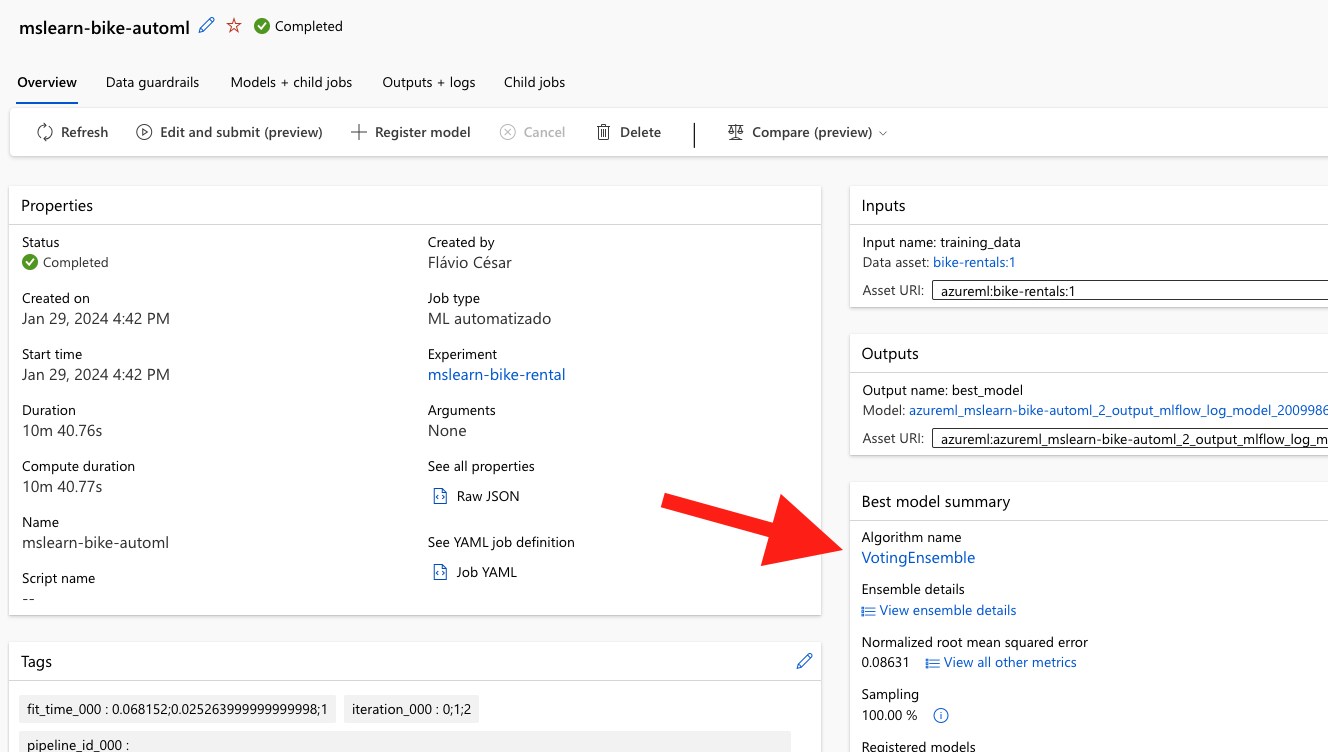 mslearn-bike-automl Completed
Overview Data guardrails Models + child jobs Outputs + logs Child jobs
Refresh Edit and submit (preview) Register model Cancel Delete Compare (preview)
Properties
Status
Completed
Created on
Jan 29, 2024 4:42 PM
Start time
Jan 29, 2024 4:42 PM
Duration
10m 40.76s
Compute duration
10m 40.77s
Name
mslearn-bike-automl
Script name
--
Created by
Flávio César
Job type
ML automatizado
Experiment
mslearn-bike-rental
Arguments
None
See all properties
Raw JSON
See YAML job definition
Job YAML
Tags
fit_time_000 : 0.068152;0.025263999999999998;1 iteration_000 : 0;1;2
pipeline_id_000 :
Inputs
Input name: training_data
Data asset: bike-rentals:1
Asset URI: azureml:bike-rentals:1
Outputs
Output name: best_model
Model: azureml_mslearn-bike-automl_2_output_mlflow_log_model_2009986
Asset URI: azureml:azureml_mslearn-bike-automl_2_output_mlflow_log_m
Best model summary
Algorithm name
VotingEnsemble
Ensemble details
View ensemble details
Normalized root mean squared error
0.08631 View all other metrics
Sampling
100.00 %
Registered models